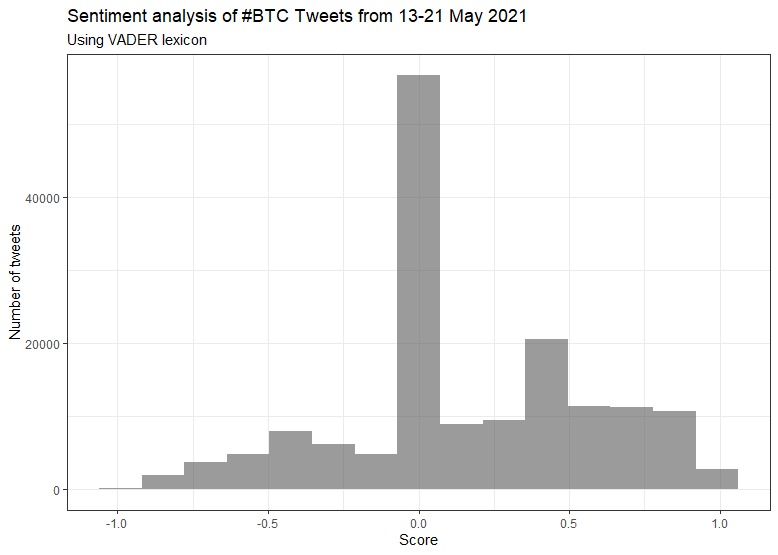 Sentiment analysis of #BTC Tweets from 13-21 May 2021
Using VADER lexicon
Number of tweets
40000
20000
0
-1.0 -0.5 0.0 0.5 1.0
Score